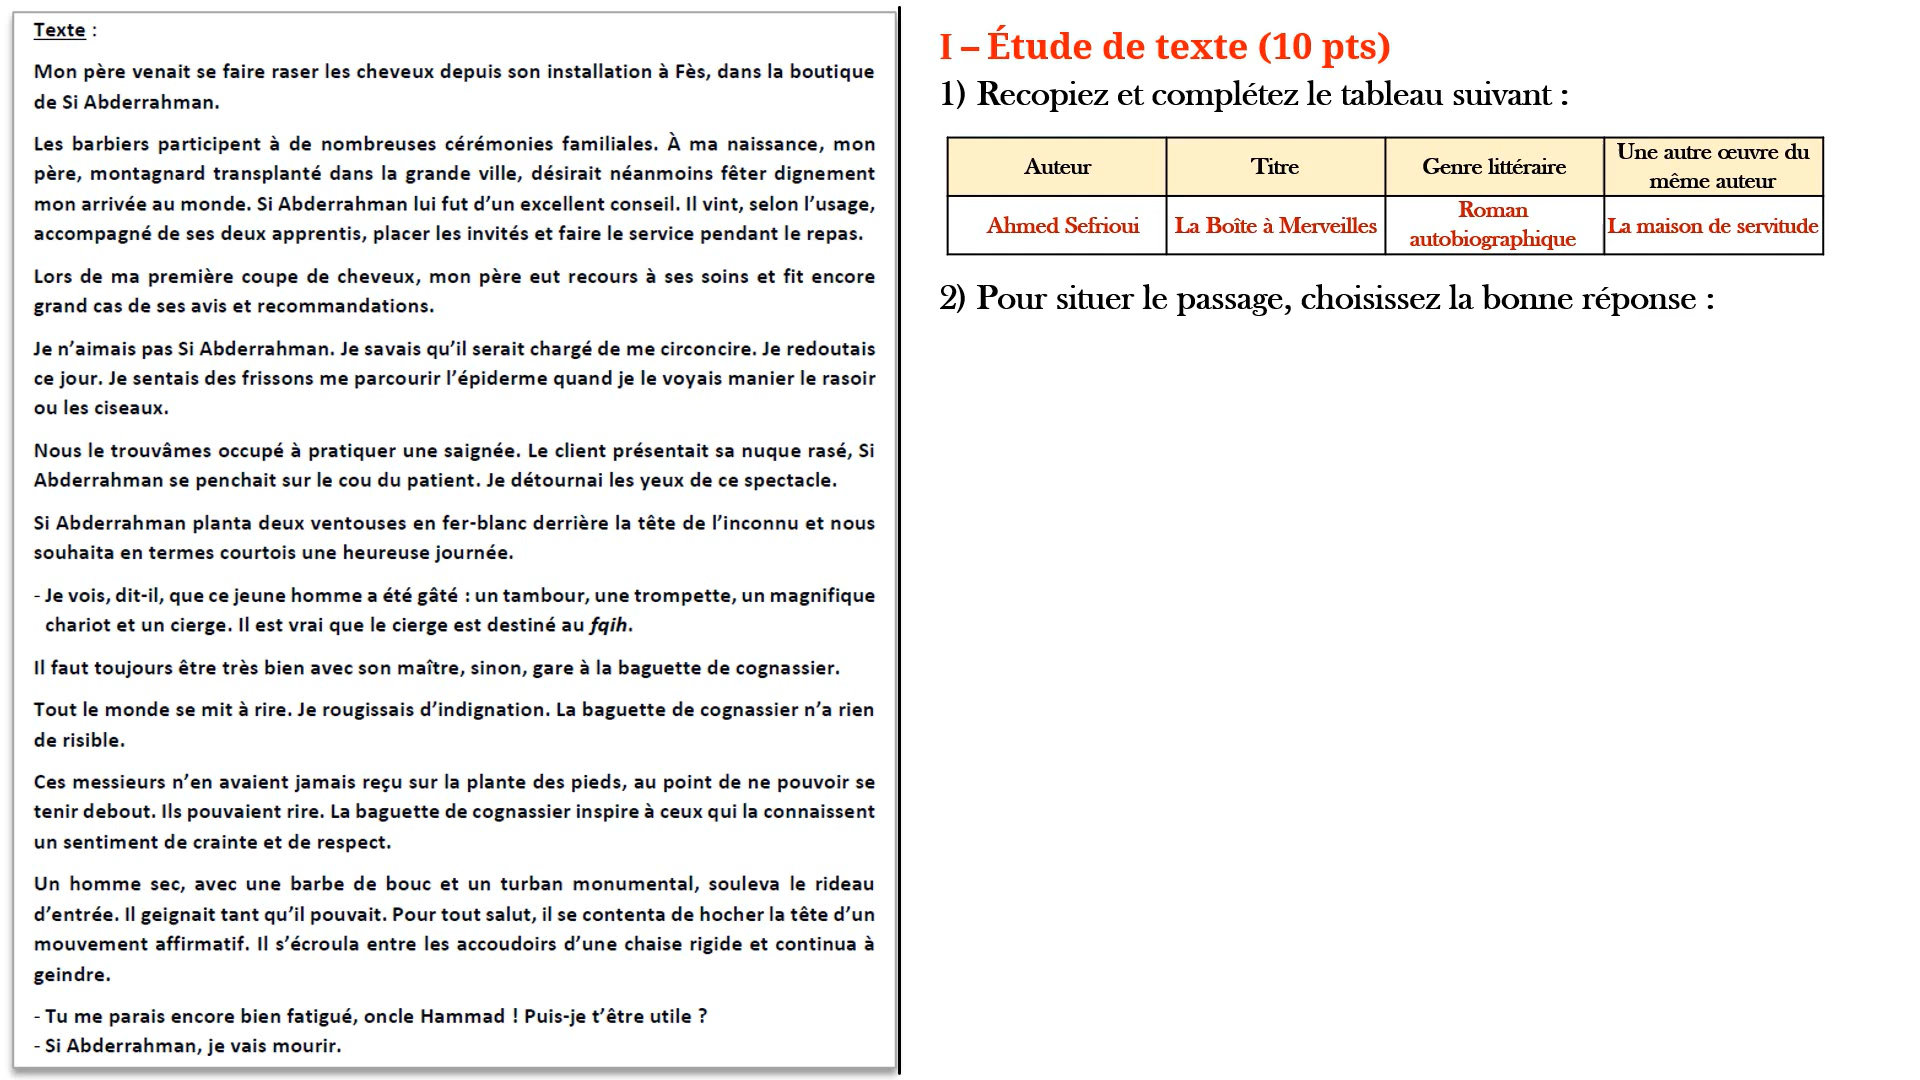 Texte :
Mon père venait se faire raser les cheveux depuis son installation à Fès, dans la boutique
de Si Abderrahman.
Les barbiers participent à de nombreuses cérémonies familiales. À ma naissance, mon
père, montagnard transplanté dans la grande ville, désirait néanmoins fêter dignement
mon arrivée au monde. Si Abderrahman lui fut d’un excellent conseil. Il vint, selon l’usage,
accompagné de ses deux apprentis, placer les invités et faire le service pendant le repas.
Lors de ma première coupe de cheveux, mon père eut recours à ses soins et fit encore
grand cas de ses avis et recommandations.
Je n’aimais pas Si Abderrahman. Je savais qu’il serait chargé de me circoncire. Je redoutais
ce jour. Je sentais des frissons me parcourir l’épiderme quand je le voyais manier le rasoir
ou les ciseaux.
Nous le trouvâmes occupé à pratiquer une saignée. Le client présentait sa nuque rasé, Si
Abderrahman se penchait sur le cou du patient. Je détournai les yeux de ce spectacle.
Si Abderrahman planta deux ventouses en fer-blanc derrière la tête de l’inconnu et nous
souhaita en termes courtois une heureuse journée.
- Je vois, dit-il, que ce jeune homme a été gâté : un tambour, une trompette, un magnifique
chariot et un cierge. Il est vrai que le cierge est destiné au fqih.
Il faut toujours être très bien avec son maître, sinon, gare à la baguette de cognassier.
Tout le monde se mit à rire. Je rougissais d’indignation. La baguette de cognassier n’a rien
de risible.
Ces messieurs n’en avaient jamais reçu sur la plante des pieds, au point de ne pouvoir se
tenir debout. Ils pouvaient rire. La baguette de cognassier inspire à ceux qui la connaissent
un sentiment de crainte et de respect.
Un homme sec, avec une barbe de bouc et un turban monumental, souleva le rideau
d’entrée. Il geignait tant qu’il pouvait. Pour tout salut, il se contenta de hocher la tête d’un
mouvement affirmatif. Il s’écroula entre les accoudoirs d’une chaise rigide et continua à
geindre.
- Tu me parais encore bien fatigué, oncle Hammad ! Puis-je t’être utile ?
- Si Abderrahman, je vais mourir.
I – Étude de texte (10 pts)
1) Recopiez et complétez le tableau suivant :
Auteur
Titre
Genre littéraire
Une autre œuvre du
même auteur
Ahmed Sefrioui
La Boîte à Merveilles
Roman
autobiographique
La maison de servitude
2) Pour situer le passage, choisissez la bonne réponse :